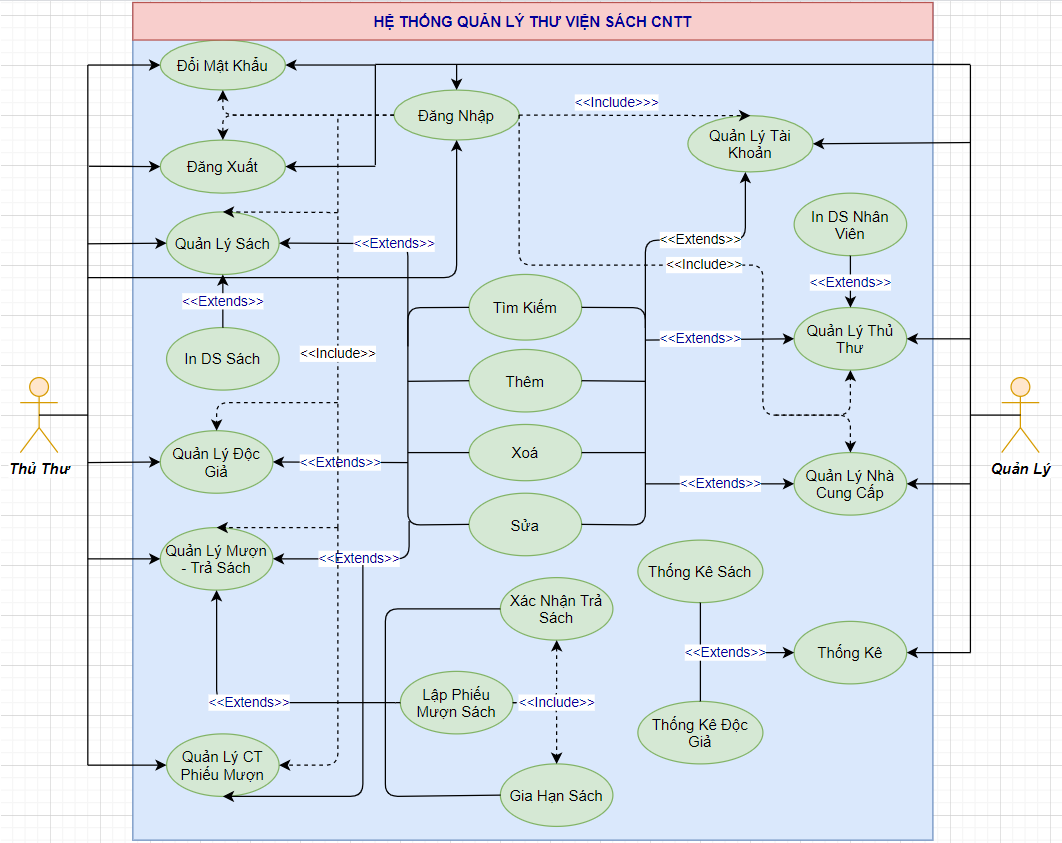 HỆ THỐNG QUẢN LÝ THƯ VIỆN SÁCH CNTT
Đổi Mật Khẩu
Đăng Nhập
<<Include>>>
Quản Lý Tài
Khoản
Đăng Xuất
Quản Lý Sách
<<Extends>>
<<Extends>>
<<Include>>
In DS Nhân
Viên
<<Extends>>
<<Extends>>
Tìm Kiếm
<<Extends>>
Quản Lý Thủ
Thư
In DS Sách
<<Include>>
Thêm
Thủ Thư
Quản Lý
Quản Lý Độc
Giả
<<Extends>>
Xoá
<<Extends>>
Quản Lý Nhà
Cung Cấp
Sửa
Quản Lý Mượn
- Trả Sách
<<Extends>>
Thống Kê Sách
Xác Nhận Trả
Sách
<<Extends>>
Thống Kê
<<Extends>>
Lập Phiếu
Mượn Sách
<<Include>>
Thống Kê Độc
Giả
Quản Lý CT
Phiếu Mượn
Gia Hạn Sách